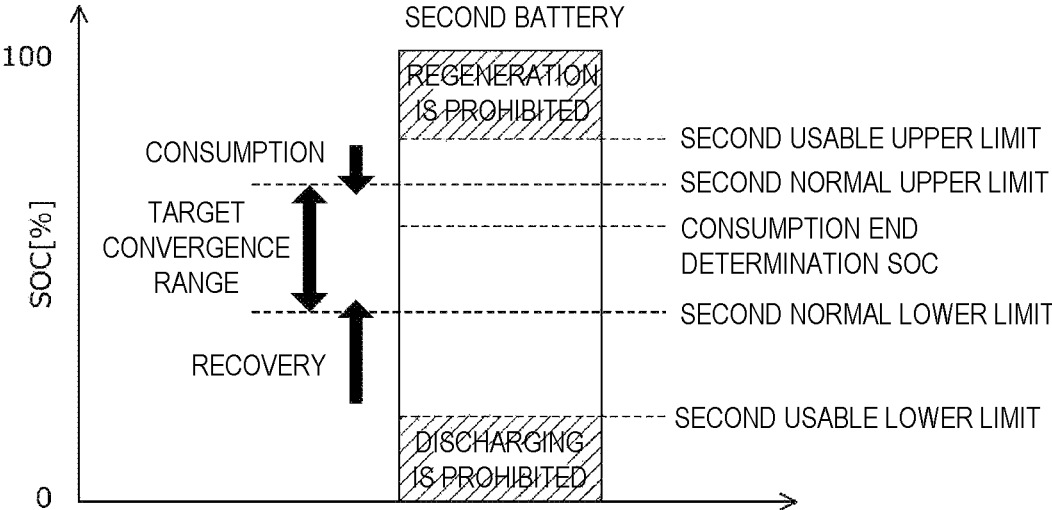 SECOND BATTERY
100
REGENERATION
IS PROHIBITED
SECOND USABLE UPPER LIMIT
CONSUMPTION
SECOND NORMAL UPPER LIMIT
TARGET
CONVERGENCE
RANGE
CONSUMPTION END
DETERMINATION SOC
SOC[%]
SECOND NORMAL LOWER LIMIT
RECOVERY
SECOND USABLE LOWER LIMIT
DISCHARGING
IS PROHIBITED
0